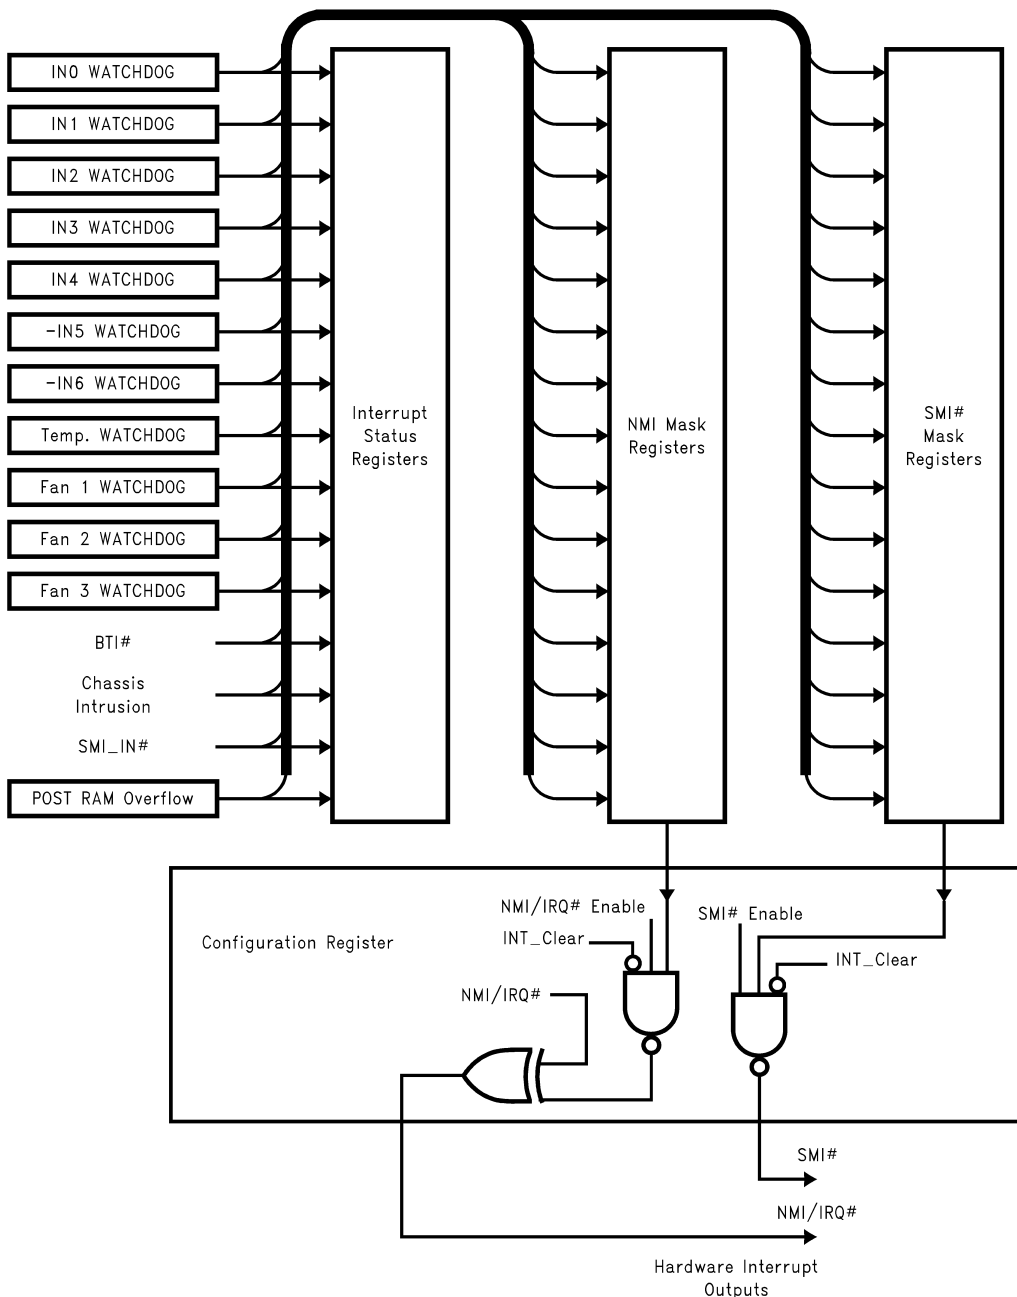 IN0 WATCHDOG
IN1 WATCHDOG
IN2 WATCHDOG
IN3 WATCHDOG
IN4 WATCHDOG
-IN5 WATCHDOG
-IN6 WATCHDOG
Temp. WATCHDOG
Fan 1 WATCHDOG
Fan 2 WATCHDOG
Fan 3 WATCHDOG
BTI#
Chassis
Intrusion
SMI_IN#
POST RAM Overflow
Interrupt
Status
Registers
NMI Mask
Registers
SMI#
Mask
Registers
Configuration Register
NMI/IRQ# Enable
INT_Clear
NMI/IRQ#
SMI# Enable
INT_Clear
SMI#
NMI/IRQ#
Hardware Interrupt
Outputs